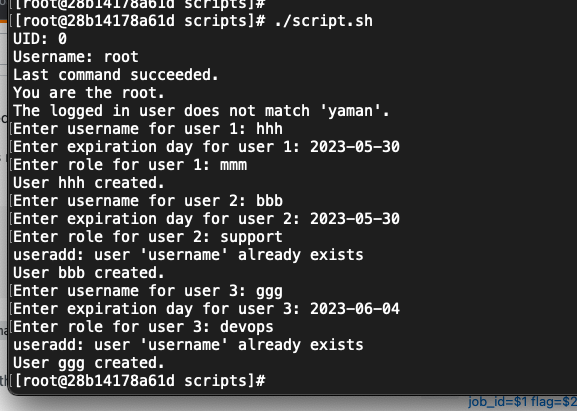 [[root@28b14178a61d scripts]#
[[root@28b14178a61d scripts]# ./script.sh
UID: 0
Username: root
Last command succeeded.
You are the root.
The logged in user does not match 'yaman'.
[Enter username for user 1: hhh
[Enter expiration day for user 1: 2023-05-30
[Enter role for user 1: mmm
User hhh created.
[Enter username for user 2: bbb
[Enter expiration day for user 2: 2023-05-30
[Enter role for user 2: support
useradd: user 'username' already exists
User bbb created.
[Enter username for user 3: ggg
[Enter expiration day for user 3: 2023-06-04
[Enter role for user 3: devops
useradd: user 'username' already exists
User ggg created.
[[root@28b14178a61d scripts]#
job_id=$1 flag=$2